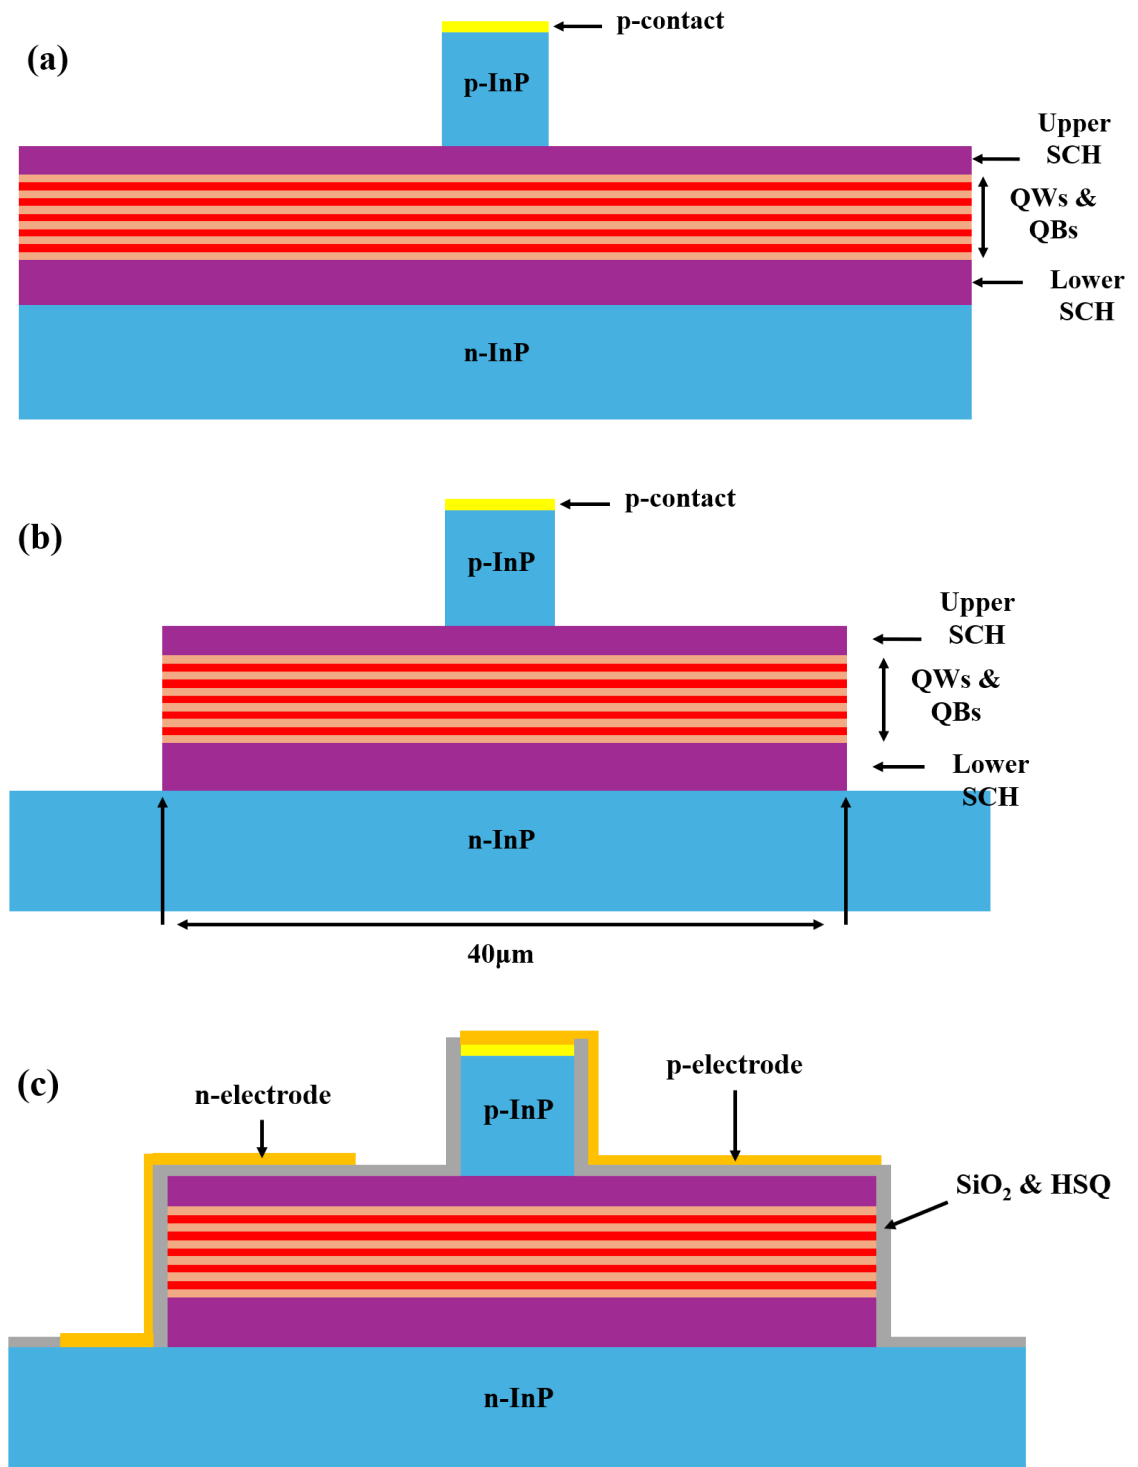 (a)
p-contact
p-InP
Upper
SCH
QWs &
QBs
Lower
SCH
n-InP
(b)
p-contact
p-InP
Upper
SCH
QWs &
QBs
Lower
SCH
n-InP
40μm
(c)
n-electrode
p-electrode
p-InP
SiO₂ & HSQ
n-InP